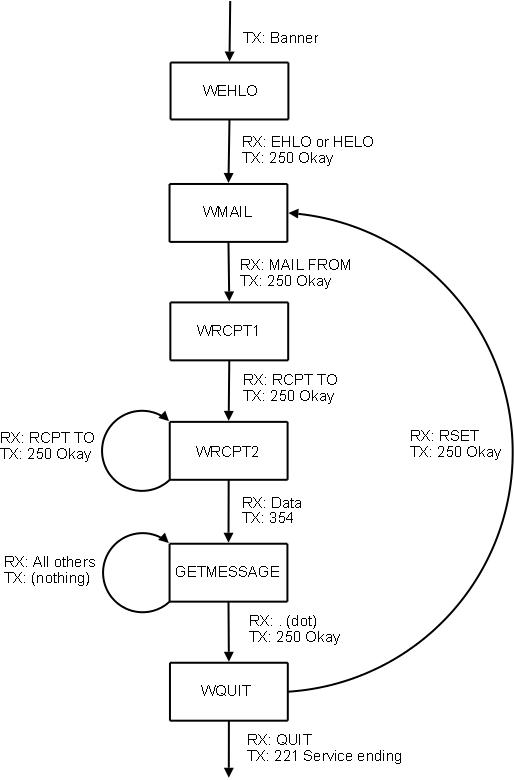 TX: Banner
WEHLO
RX: EHLO or HELO
TX: 250 Okay
WMAIL
RX: MAIL FROM
TX: 250 Okay
WRCPT1
RX: RCPT TO
TX: 250 Okay
RX: RCPT TO
TX: 250 Okay
WRCPT2
RX: RSET
TX: 250 Okay
RX: Data
TX: 354
RX: All others
TX: (nothing)
GETMESSAGE
RX: . (dot)
TX: 250 Okay
WQUIT
RX: QUIT
TX: 221 Service ending